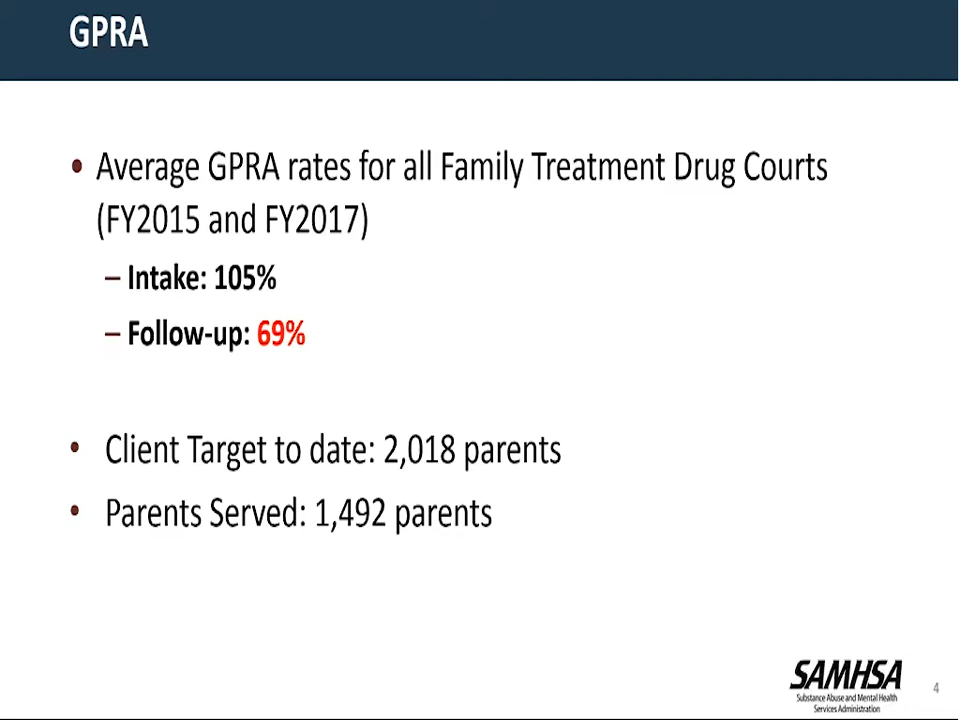 GPRA
• Average GPRA rates for all Family Treatment Drug Courts
(FY2015 and FY2017)
– Intake: 105%
– Follow-up: 69%
• Client Target to date: 2,018 parents
• Parents Served: 1,492 parents
SAMHSA
Substance Abuse and Mental Health
Services Administration
4